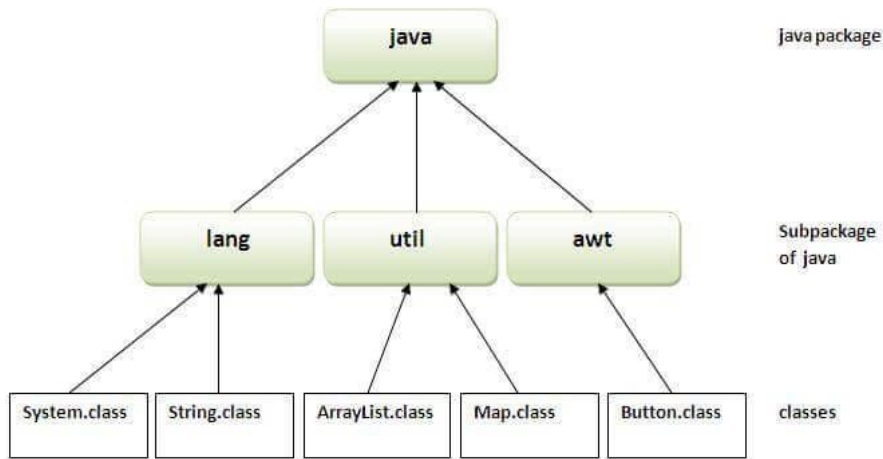 java
java package
lang
util
awt
Subpackage
of java
System.class
String.class
ArrayList.class
Map.class
Button.class
classes